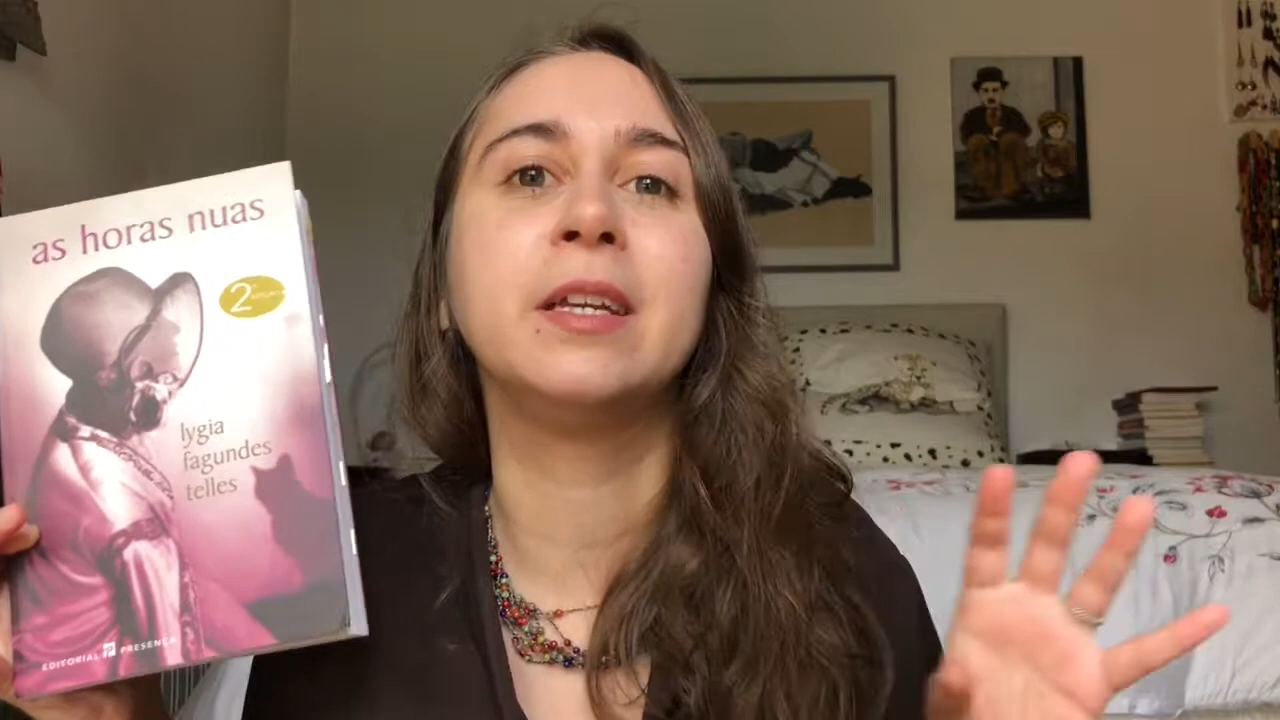 as horas nuas
2ª
lygia
fagundes
telles
EDITORIAL PRESENÇA